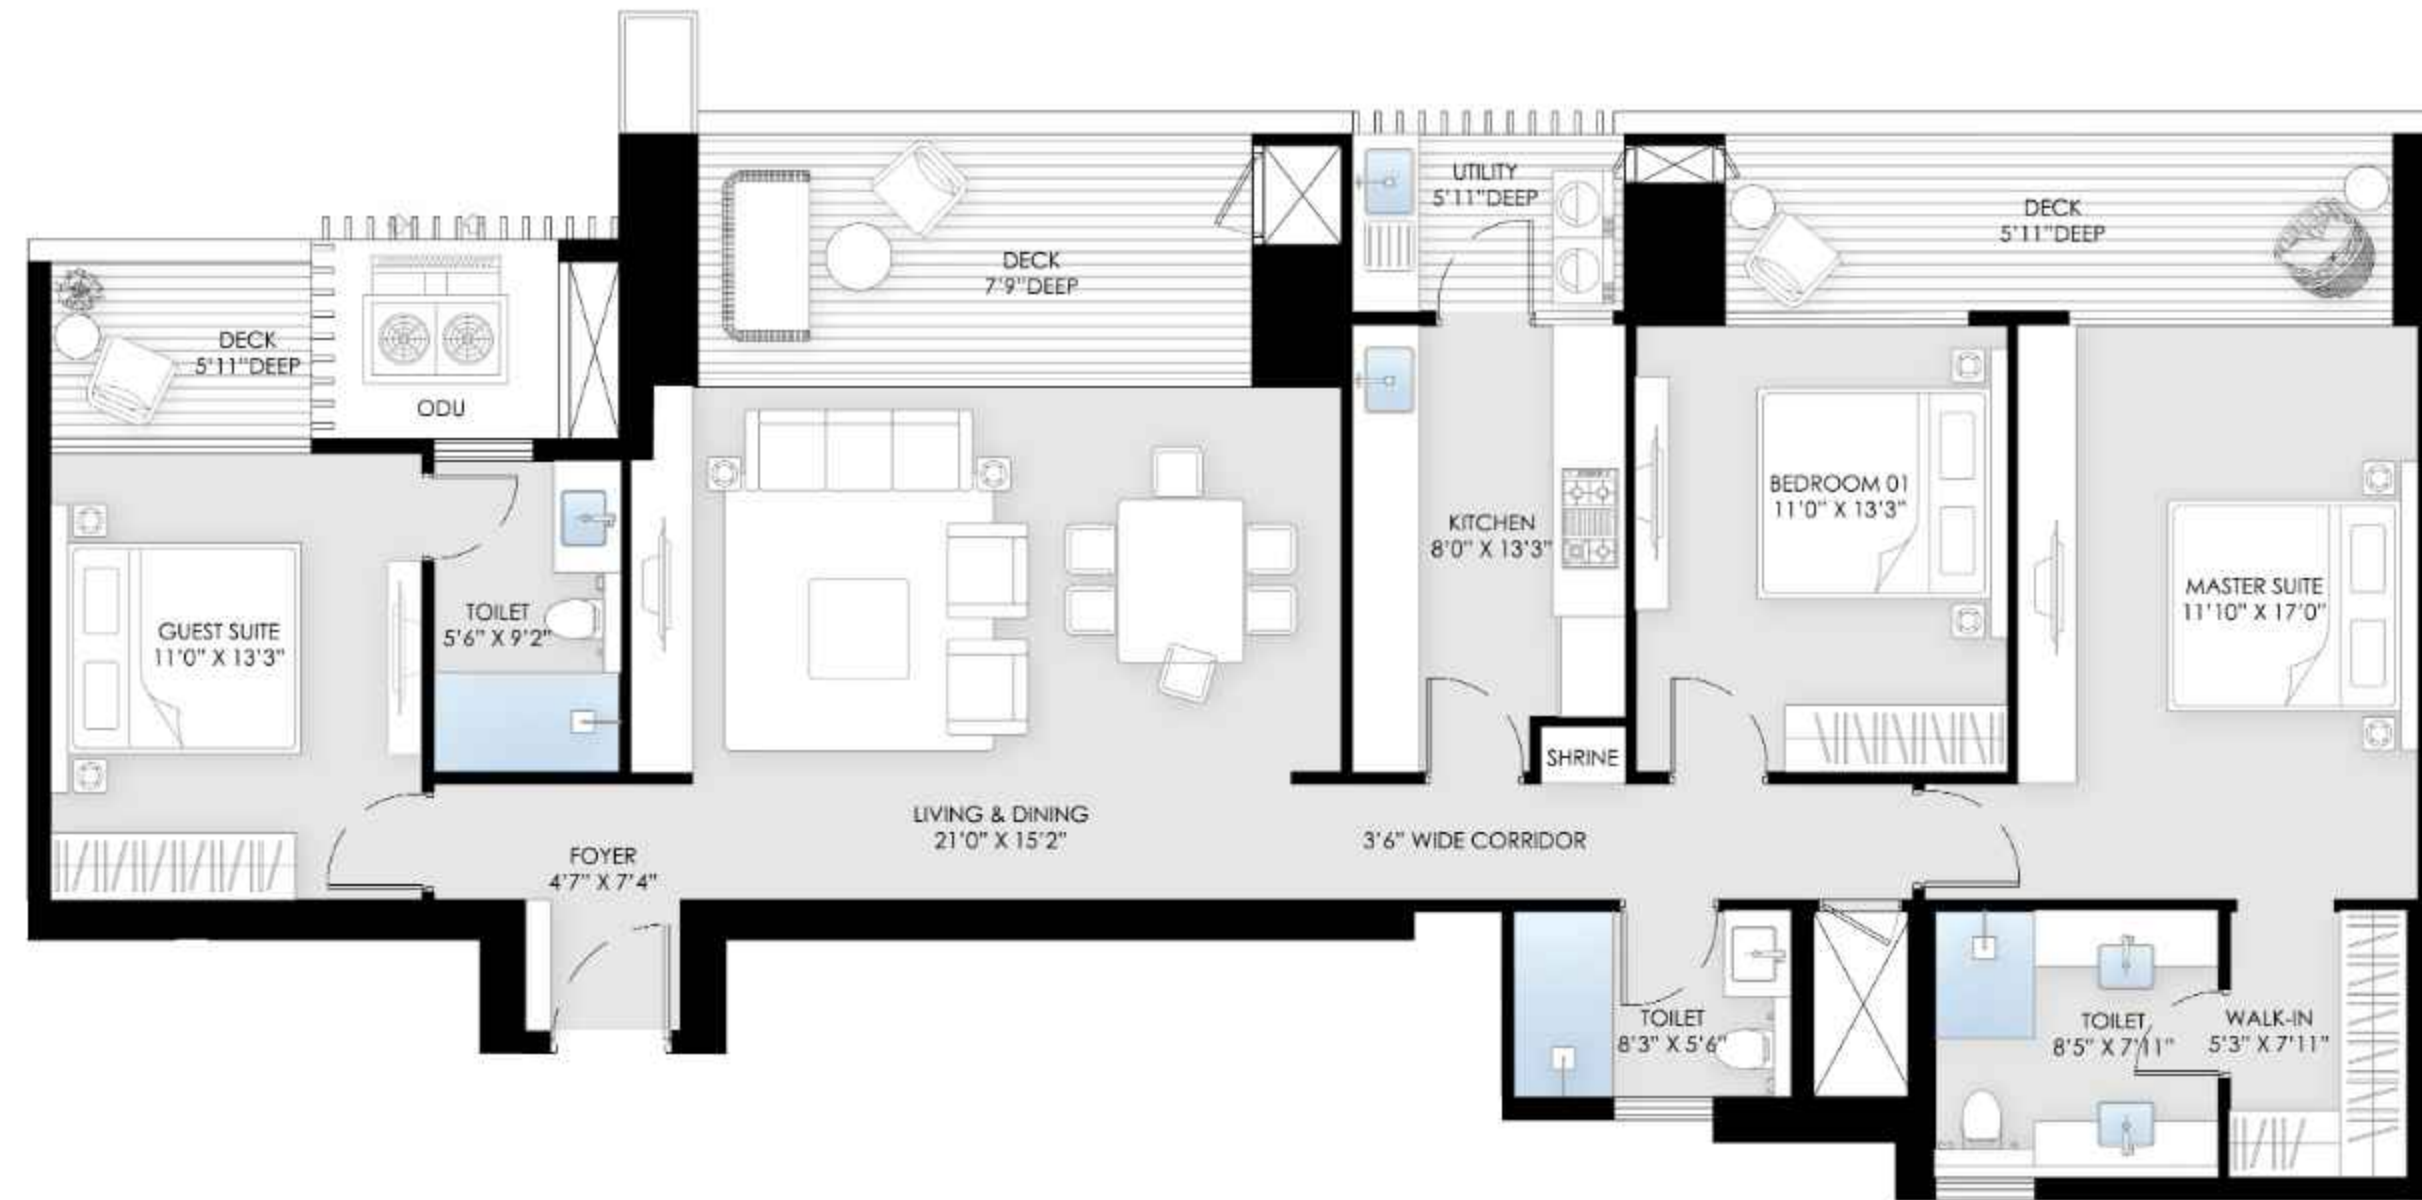 UTILITY
5'11"DEEP
DECK
5'11"DEEP
DECK
7'9"DEEP
DECK
5'11"DEEP
ODU
BEDROOM 01
11'0" X 13'3"
KITCHEN
8'0" X 13'3"
MASTER SUITE
11'10" X 17'0"
TOILET
5'6" X 9'2"
GUEST SUITE
11'0" X 13'3"
SHRINE
LIVING & DINING
21'0" X 15'2"
3'6" WIDE CORRIDOR
FOYER
4'7" X 7'4"
TOILET
8'3" X 5'6"
TOILET
8'5" X 7'11"
WALK-IN
5'3" X 7'11"